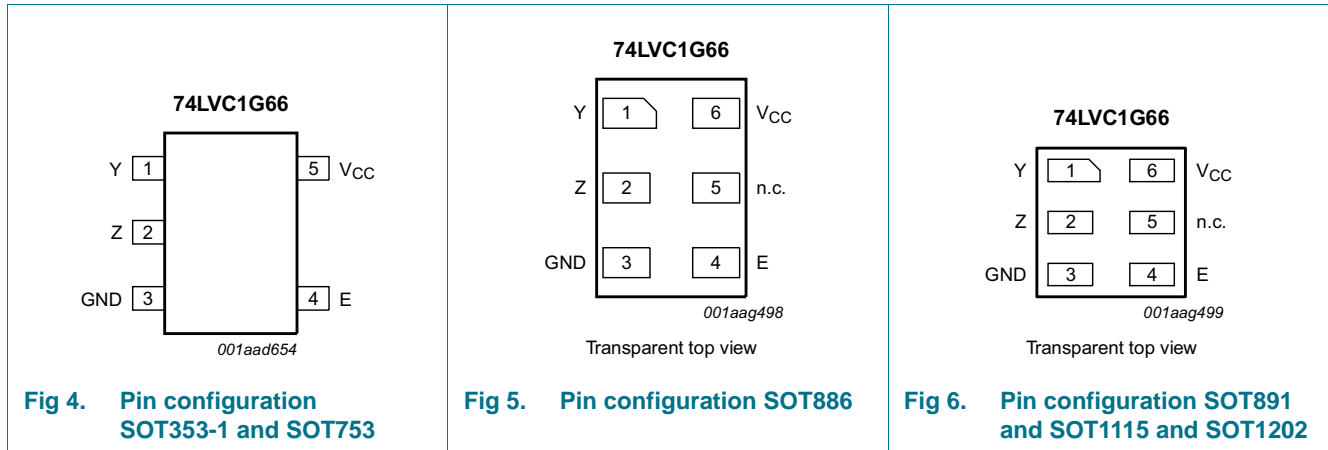 74LVC1G66
Y 1
5 VCC
Z 2
GND 3
4 E
001aad654
Fig 4. Pin configuration
SOT353-1 and SOT753
74LVC1G66
Y 1 6 VCC
Z 2 5 n.c.
GND 3 4 E
001aag498
Transparent top view
Fig 5. Pin configuration SOT886
74LVC1G66
Y 1 6 VCC
Z 2 5 n.c.
GND 3 4 E
001aag499
Transparent top view
Fig 6. Pin configuration SOT891
and SOT1115 and SOT1202